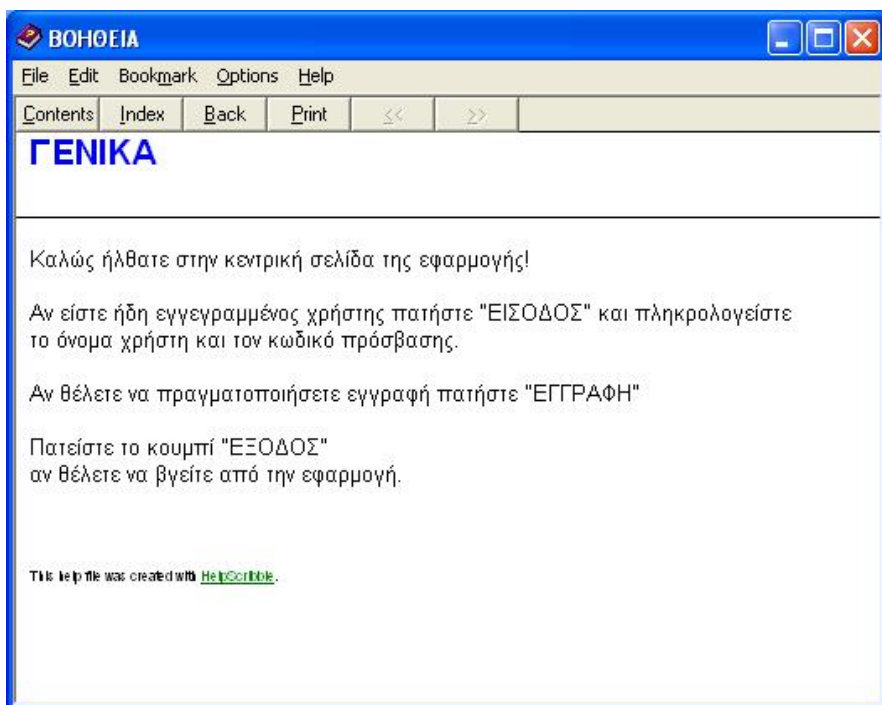 ΒΟΗΘΕΙΑ
File Edit Bookmark Options Help
Contents Index Back Print << >>
ΓΕΝΙΚΑ
Καλώς ήλθατε στην κεντρική σελίδα της εφαρμογής!
Αν είστε ήδη εγγεγραμμένος χρήστης πατήστε "ΕΙΣΟΔΟΣ" και πληκρολογείστε
το όνομα χρήστη και τον κωδικό πρόσβασης.
Αν θέλετε να πραγματοποιήσετε εγγραφή πατήστε "ΕΓΓΡΑΦΗ"
Πατείστε το κουμπί "ΕΞΟΔΟΣ"
αν θέλετε να βγείτε από την εφαρμογή.
This help file was created with HelpScribble.